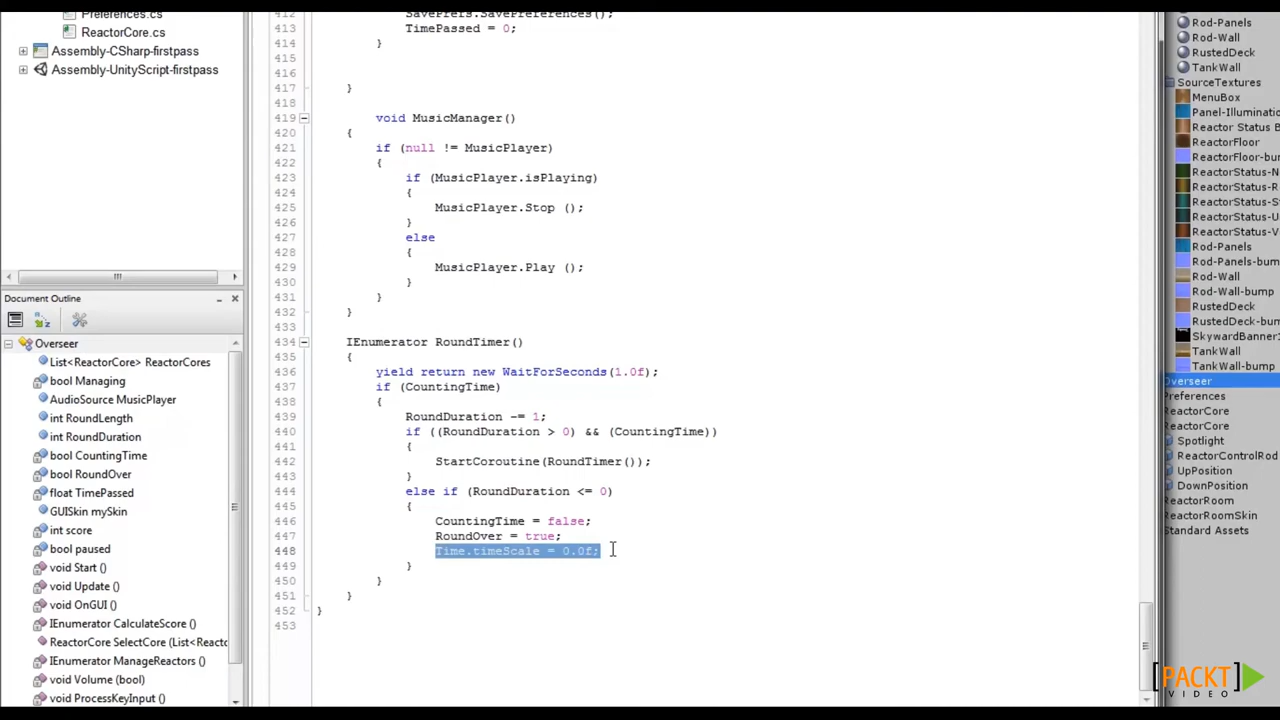 Preferences.cs
ReactorCore.cs
Assembly-CSharp-firstpass
Assembly-UnityScript-firstpass
Document Outline
Overseer
List<ReactorCore> ReactorCores
bool Managing
AudioSource MusicPlayer
int RoundLength
int RoundDuration
bool CountingTime
bool RoundOver
float TimePassed
GUISkin mySkin
int score
bool paused
void Start ()
void Update ()
void OnGUI ()
IEnumerator CalculateScore ()
ReactorCore SelectCore (List<Reacto
IEnumerator ManageReactors ()
void Volume (bool)
void ProcessKeyInput ()
412 SavePrefs.SavePreferences();
413 TimePassed = 0;
414 }
415
416
417 }
418
419 void MusicManager()
420 {
421 if (null != MusicPlayer)
422 {
423 if (MusicPlayer.isPlaying)
424 {
425 MusicPlayer.Stop ();
426 }
427 else
428 {
429 MusicPlayer.Play ();
430 }
431 }
432 }
433
434 IEnumerator RoundTimer()
435 {
436 yield return new WaitForSeconds(1.0f);
437 if (CountingTime)
438 {
439 RoundDuration -= 1;
440 if ((RoundDuration > 0) && (CountingTime))
441 {
442 StartCoroutine(RoundTimer());
443 }
444 else if (RoundDuration <= 0)
445 {
446 CountingTime = false;
447 RoundOver = true;
448 Time.timeScale = 0.0f;
449 }
450 }
451 }
452 }
453
Rod-Panels
Rod-Wall
RustedDeck
TankWall
SourceTextures
MenuBox
Panel-Illumination
Reactor Status B
ReactorFloor
ReactorFloor-bump
ReactorStatus-N
ReactorStatus-R
ReactorStatus-S
ReactorStatus-U
ReactorStatus-V
Rod-Panels
Rod-Panels-bump
Rod-Wall
Rod-Wall-bump
RustedDeck
RustedDeck-bum
SkywardBanner1
TankWall
TankWall-bump
Overseer
Preferences
ReactorCore
ReactorCore
Spotlight
ReactorControlRod
UpPosition
DownPosition
ReactorRoom
ReactorRoomSkin
Standard Assets
[PACKT]
VIDEO